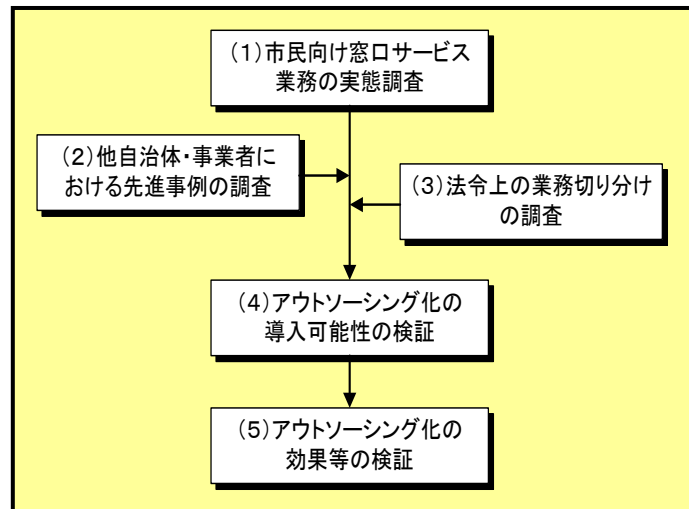 (1)市民向け窓口サービス
業務の実態調査
(2)他自治体・事業者に
おける先進事例の調査
(3)法令上の業務切り分け
の調査
(4)アウトソーシング化の
導入可能性の検証
(5)アウトソーシング化の
効果等の検証